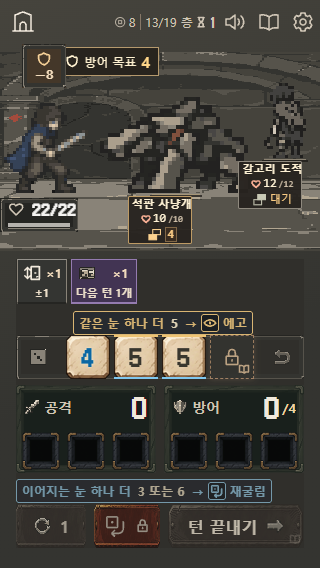 8 13/19 층 1
-8
방어 목표 4
22/22
석판 사냥개
10/10
4
갈고리 도적
12/12
대기
×1
±1
×1
다음 턴 1개
같은 눈 하나 더 5 → 예고
4 5 5
공격 0
방어 0/4
이어지는 눈 하나 더 3 또는 6 → 재굴림
1
턴 끝내기 →